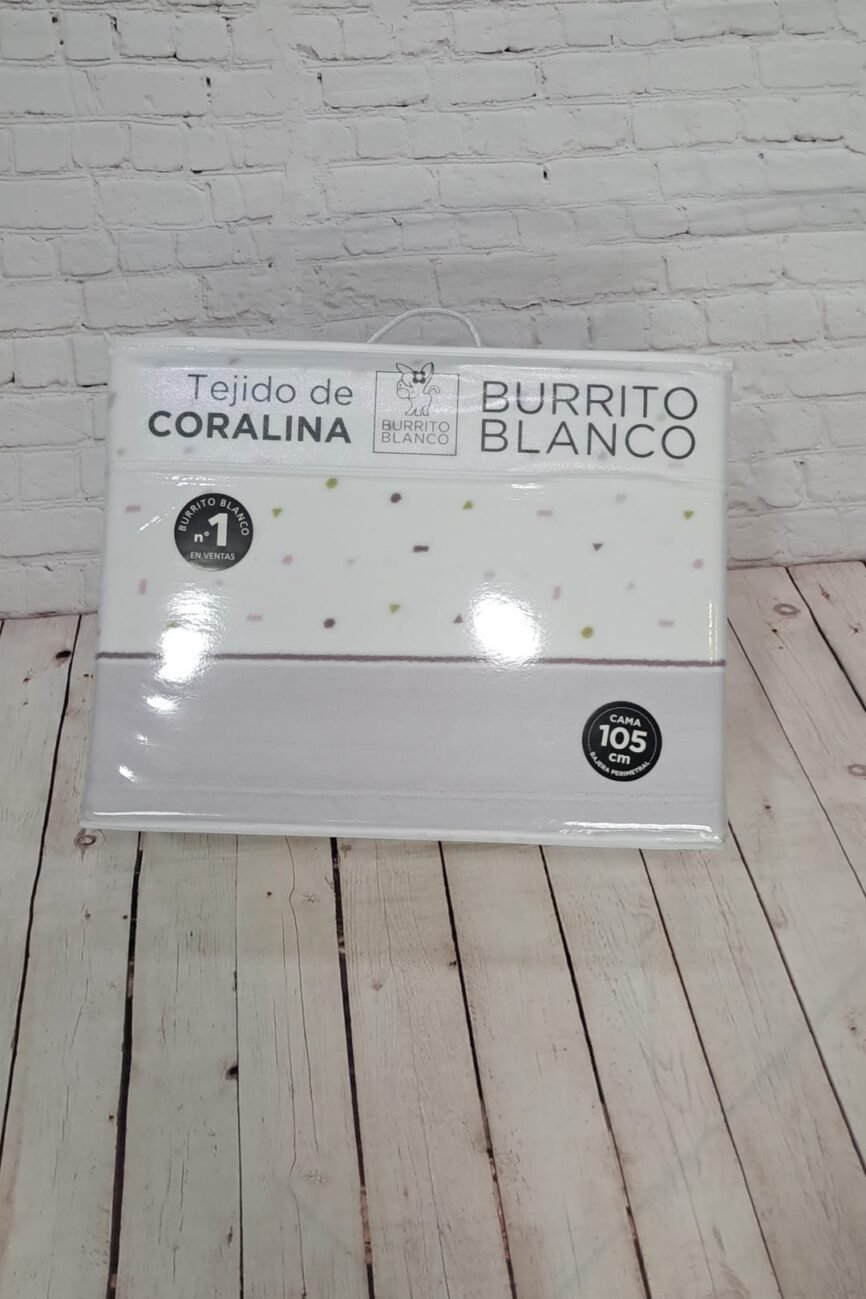 Tejido de
CORALINA
BURRITO
BLANCO
BURRITO
BLANCO
BURRITO BLANCO
nº1
EN VENTAS
CAMA
105
cm
BAJERA PERIMETRAL